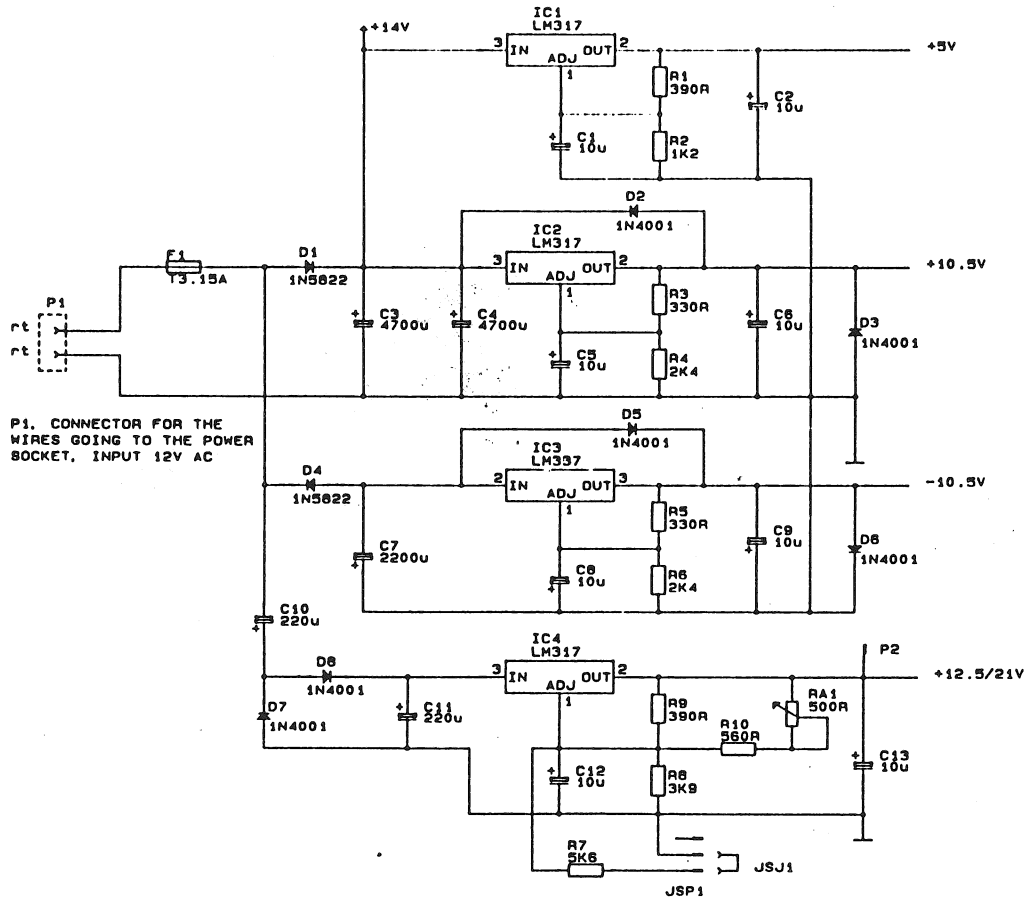 +14V
IC1
LM317
3
IN
OUT
2
ADJ
1
+5V
R1
390R
C2
10u
C1
10u
R2
1K2
D2
1N4001
IC2
LM317
F1
T3.15A
D1
1N5822
3
IN
OUT
2
ADJ
1
+10.5V
P1
rt
rt
C3
4700u
C4
4700u
R3
330R
C6
10u
D3
1N4001
C5
10u
R4
2K4
P1. CONNECTOR FOR THE
WIRES GOING TO THE POWER
SOCKET. INPUT 12V AC
D5
1N4001
IC3
LM337
D4
1N5822
2
IN
OUT
3
ADJ
1
-10.5V
R5
330R
C9
10u
D6
1N4001
C7
2200u
C8
10u
R6
2K4
C10
220u
IC4
LM317
P2
D8
1N4001
3
IN
OUT
2
ADJ
1
+12.5/21V
D7
1N4001
C11
220u
R9
390R
RA1
500R
R10
560R
C12
10u
R8
3K9
C13
10u
R7
5K6
JSJ1
JSP1